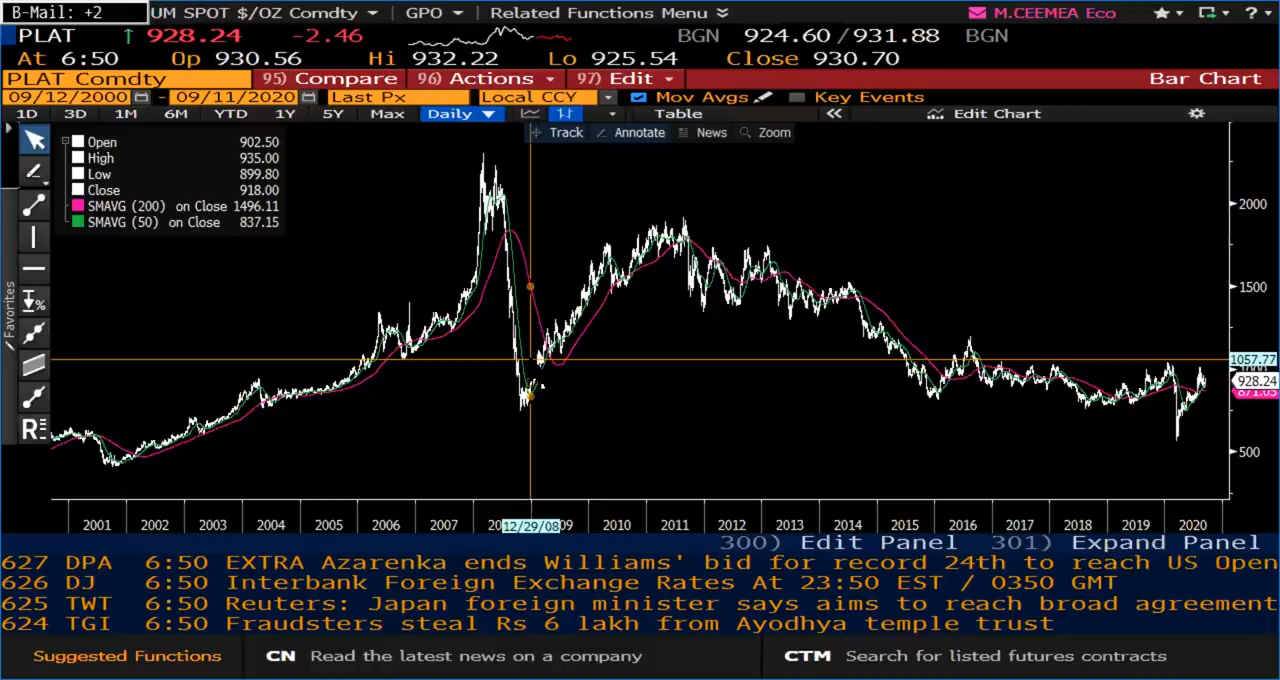 B-Mail: +2 UM SPOT $/OZ Comdty GPO Related Functions Menu M.CEEMEA Eco ?
PLAT 928.24 -2.46 BGN 924.60 / 931.88 BGN
At 6:50 Op 930.56 Hi 932.22 Lo 925.54 Close 930.70
PLAT Comdty 95) Compare 96) Actions 97) Edit Bar Chart
09/12/2000 - 09/11/2020 Last Px Local CCY Mov Avgs Key Events
1D 3D 1M 6M YTD 1Y 5Y Max Daily Table Edit Chart
Track Annotate News Zoom
Open 902.50
High 935.00
Low 899.80
Close 918.00
SMAVG (200) on Close 1496.11
SMAVG (50) on Close 837.15
Favorites
%
R
2000
1500
1057.77
928.24
500
2001 2002 2003 2004 2005 2006 2007 12/29/08 09 2010 2011 2012 2013 2014 2015 2016 2017 2018 2019 2020
300) Edit Panel 301) Expand Panel
627 DPA 6:50 EXTRA Azarenka ends Williams' bid for record 24th to reach US Open
626 DJ 6:50 Interbank Foreign Exchange Rates At 23:50 EST / 0350 GMT
625 TWT 6:50 Reuters: Japan foreign minister says aims to reach broad agreement
624 TGI 6:50 Fraudsters steal Rs 6 lakh from Ayodhya temple trust
Suggested Functions CN Read the latest news on a company CTM Search for listed futures contracts